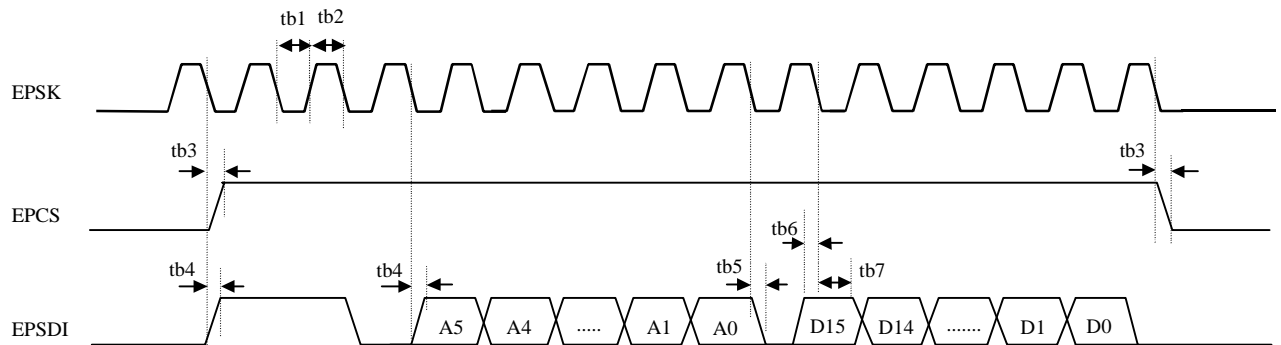 tb1 tb2
EPSK
tb3 tb3
EPCS
tb6
tb4 tb4 tb5 tb7
EPSDI A5 A4 ..... A1 A0 D15 D14 ....... D1 D0